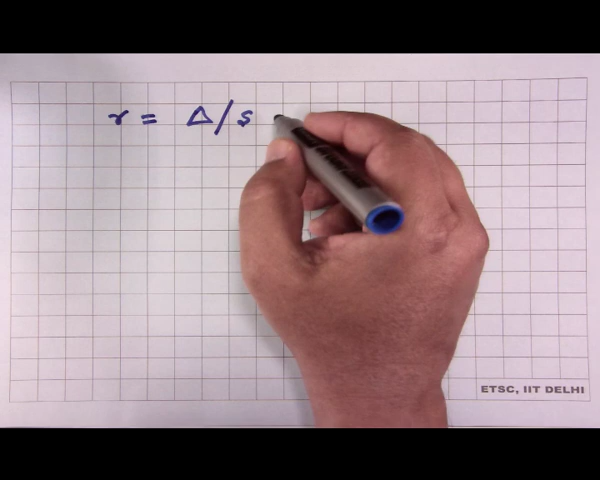 r = Δ/s
ETSC, IIT DELHI